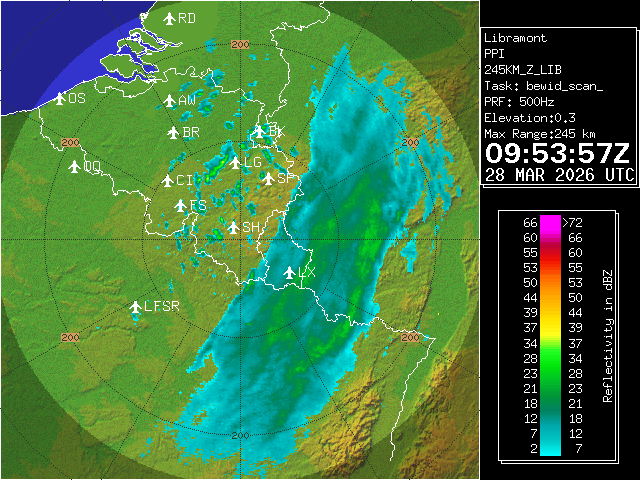 RD
200
OS
AW
BR
BK
200
200
QQ
LG
CI
SP
FS
SH
LX
LFSR
200
200
200
Libramont
PPI
245KM_Z_LIB
Task: bewid_scan_
PRF: 500Hz
Elevation:0.3
Max Range:245 km
09:53:57Z
28 MAR 2026 UTC
66 >72
60 66
55 60
53 55
50 53
44 50
39 44
37 39
34 37
28 34
23 28
21 23
18 21
12 18
7 12
2 7
Reflectivity in dBZ